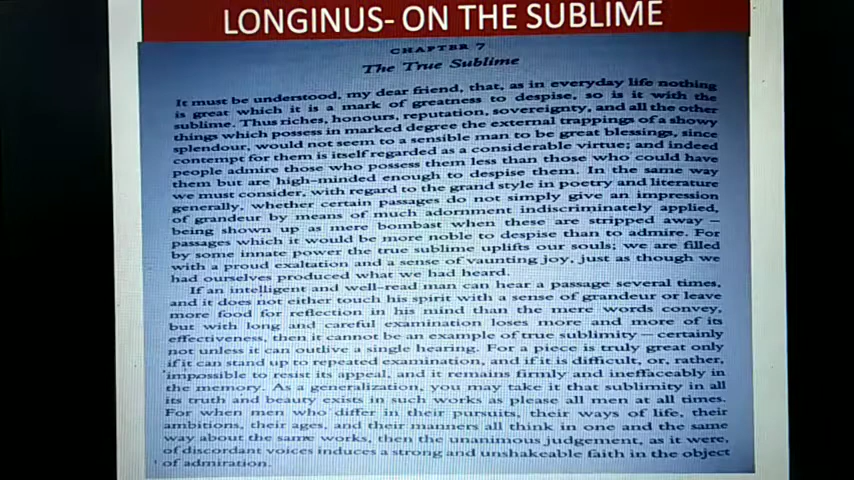 LONGINUS- ON THE SUBLIME
CHAPTER 7
The True Sublime
It must be understood, my dear friend, that, as in everyday life nothing
is great which it is a mark of greatness to despise, so is it with the
sublime. Thus riches, honours, reputation, sovereignty, and all the other
things which possess in marked degree the external trappings of a showy
splendour, would not seem to a sensible man to be great blessings, since
contempt for them is itself regarded as a considerable virtue; and indeed
people admire those who possess them less than those who could have
them but are high-minded enough to despise them. In the same way
we must consider, with regard to the grand style in poetry and literature
generally, whether certain passages do not simply give an impression
of grandeur by means of much adornment indiscriminately applied,
being shown up as mere bombast when these are stripped away –
passages which it would be more noble to despise than to admire. For
by some innate power the true sublime uplifts our souls; we are filled
with a proud exaltation and a sense of vaunting joy, just as though we
had ourselves produced what we had heard.
If an intelligent and well-read man can hear a passage several times,
and it does not either touch his spirit with a sense of grandeur or leave
more food for reflection in his mind than the mere words convey,
but with long and careful examination loses more and more of its
effectiveness, then it cannot be an example of true sublimity – certainly
not unless it can outlive a single hearing. For a piece is truly great only
if it can stand up to repeated examination, and if it is difficult, or, rather,
impossible to resist its appeal, and it remains firmly and ineffaceably in
the memory. As a generalization, you may take it that sublimity in all
its truth and beauty exists in such works as please all men at all times.
For when men who differ in their pursuits, their ways of life, their
ambitions, their ages, and their manners all think in one and the same
way about the same works, then the unanimous judgement, as it were,
of discordant voices induces a strong and unshakeable faith in the object
of admiration.